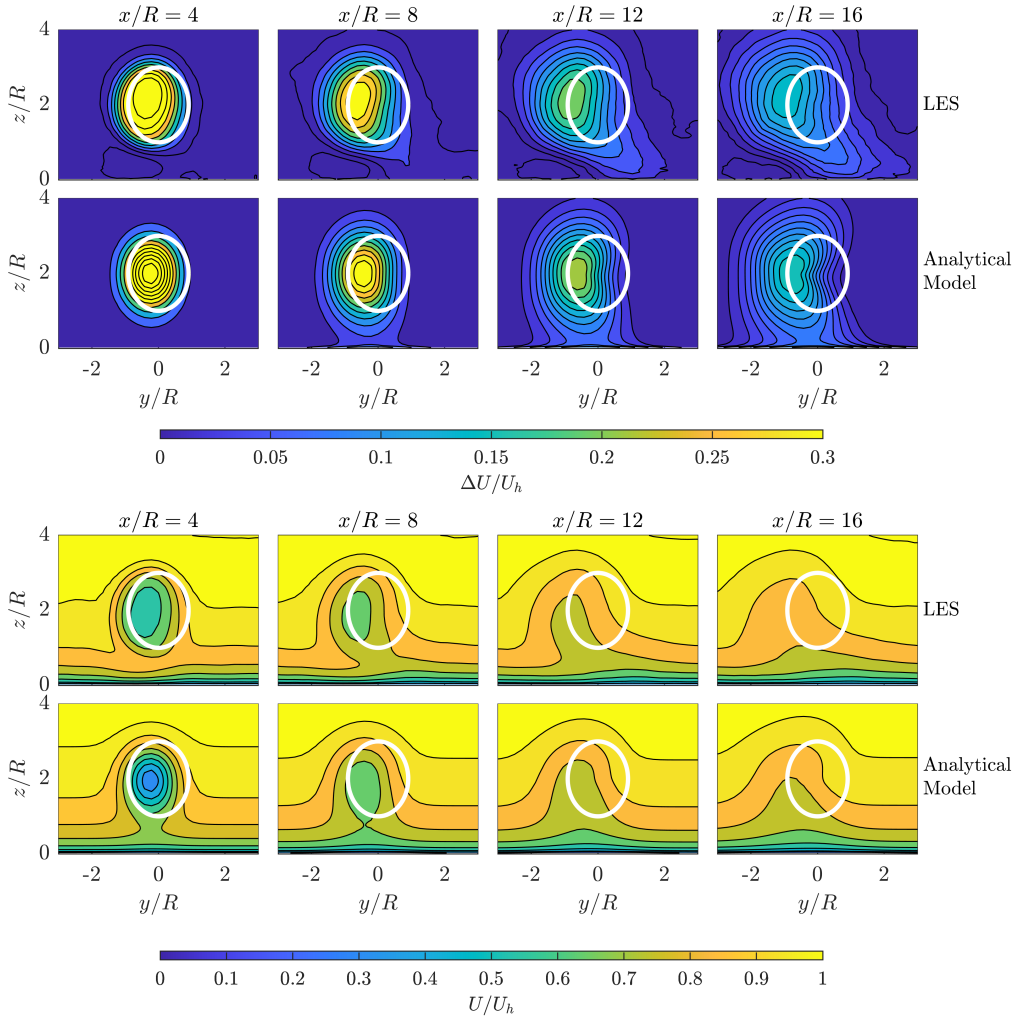 x/R = 4 x/R = 8 x/R = 12 x/R = 16
4
z/R 2 LES
0
4
z/R 2 Analytical Model
0
-2 0 2 -2 0 2 -2 0 2 -2 0 2
y/R y/R y/R y/R
0 0.05 0.1 0.15 0.2 0.25 0.3
ΔU/U_h
x/R = 4 x/R = 8 x/R = 12 x/R = 16
4
z/R 2 LES
0
4
z/R 2 Analytical Model
0
-2 0 2 -2 0 2 -2 0 2 -2 0 2
y/R y/R y/R y/R
0 0.1 0.2 0.3 0.4 0.5 0.6 0.7 0.8 0.9 1
U/U_h